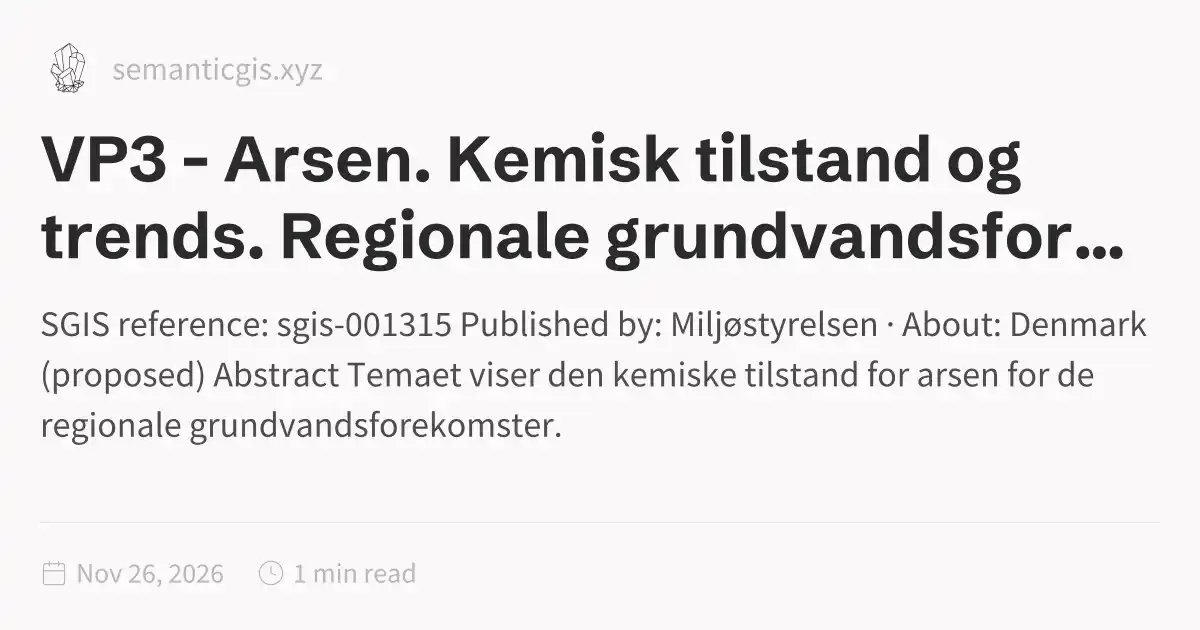 semanticgis.xyz
VP3 - Arsen. Kemisk tilstand og
trends. Regionale grundvandsfor...
SGIS reference: sgis-001315 Published by: Miljøstyrelsen · About: Denmark
(proposed) Abstract Temaet viser den kemiske tilstand for arsen for de
regionale grundvandsforekomster.
Nov 26, 2026 1 min read